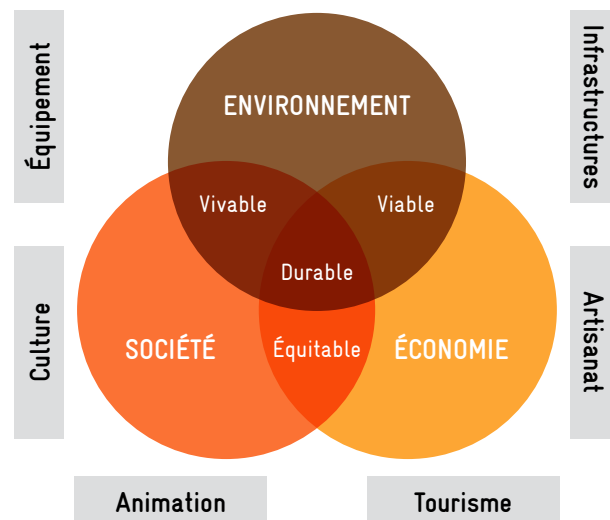 Équipement
Infrastructures
ENVIRONNEMENT
Vivable
Viable
Durable
Culture
SOCIÉTÉ
Équitable
ÉCONOMIE
Artisanat
Animation
Tourisme